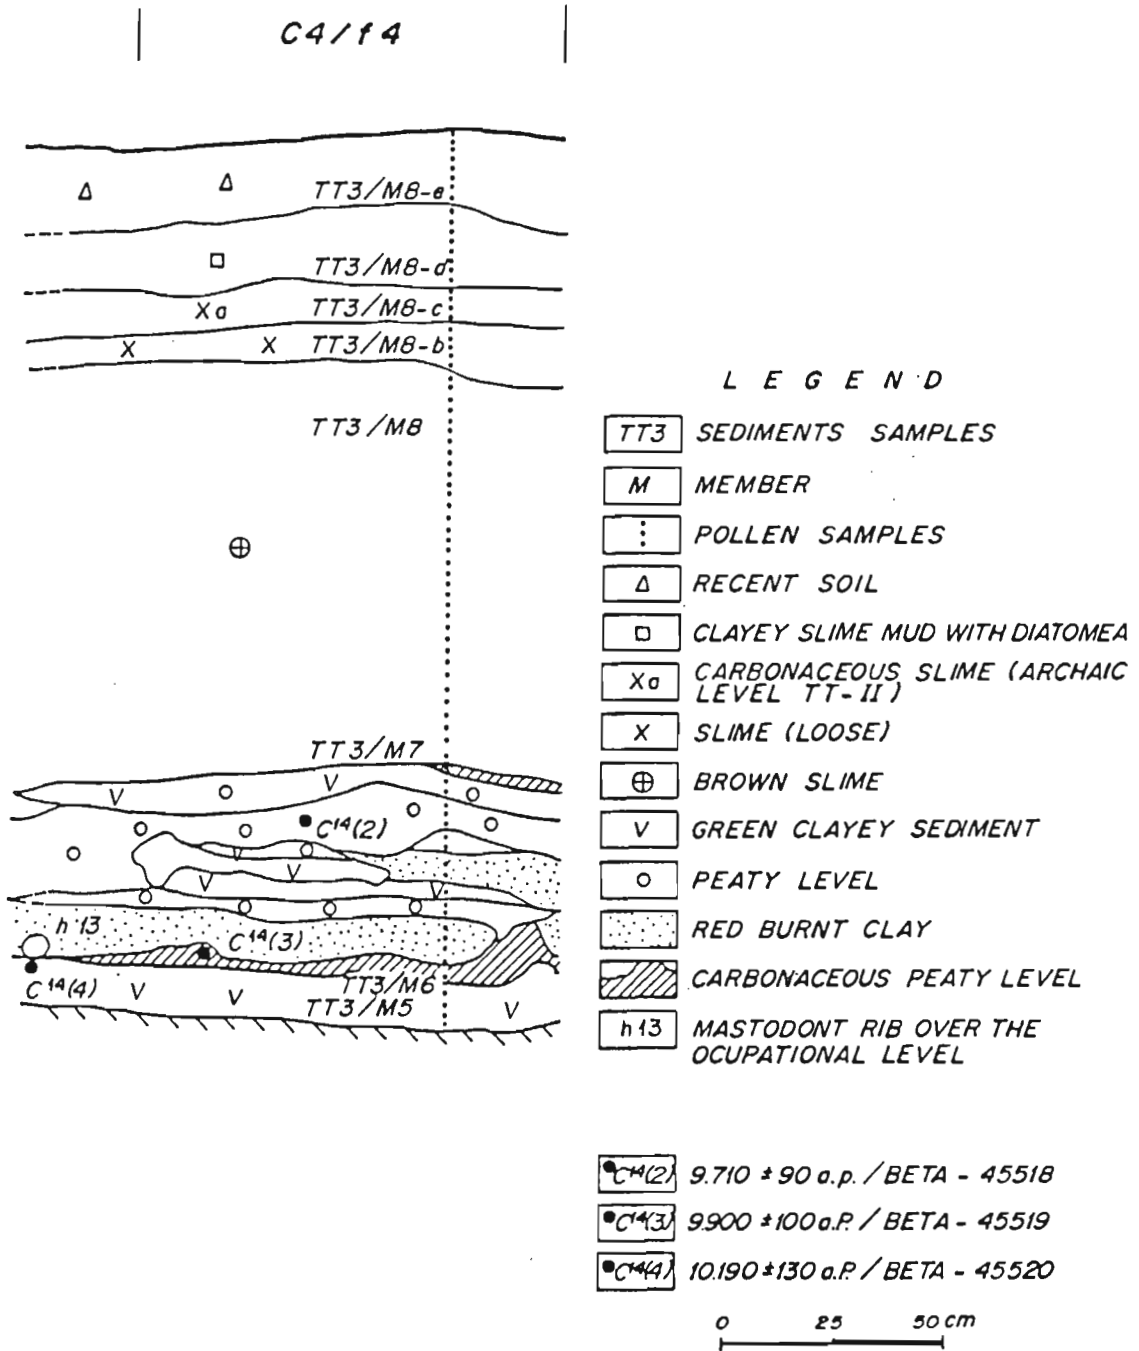 C4/f4
TT3/M8-e
TT3/M8-d
Xa TT3/M8-c
X X TT3/M8-b
TT3/M8
TT3/M7
V
C¹⁴(2)
V
V V V
h13
C¹⁴(3)
TT3/M6
C¹⁴(4) V V TT3/M5 V
LEGEND
TT3 SEDIMENTS SAMPLES
M MEMBER
POLLEN SAMPLES
RECENT SOIL
CLAYEY SLIME MUD WITH DIATOMEA
Xa CARBONACEOUS SLIME (ARCHAIC
LEVEL TT-II)
X SLIME (LOOSE)
BROWN SLIME
V GREEN CLAYEY SEDIMENT
PEATY LEVEL
RED BURNT CLAY
CARBONACEOUS PEATY LEVEL
h13 MASTODONT RIB OVER THE
OCUPATIONAL LEVEL
C¹⁴(2) 9.710 ± 90 a.p. / BETA - 45518
C¹⁴(3) 9.900 ± 100 a.P. / BETA - 45519
C¹⁴(4) 10.190 ± 130 a.P. / BETA - 45520
0 25 50 cm